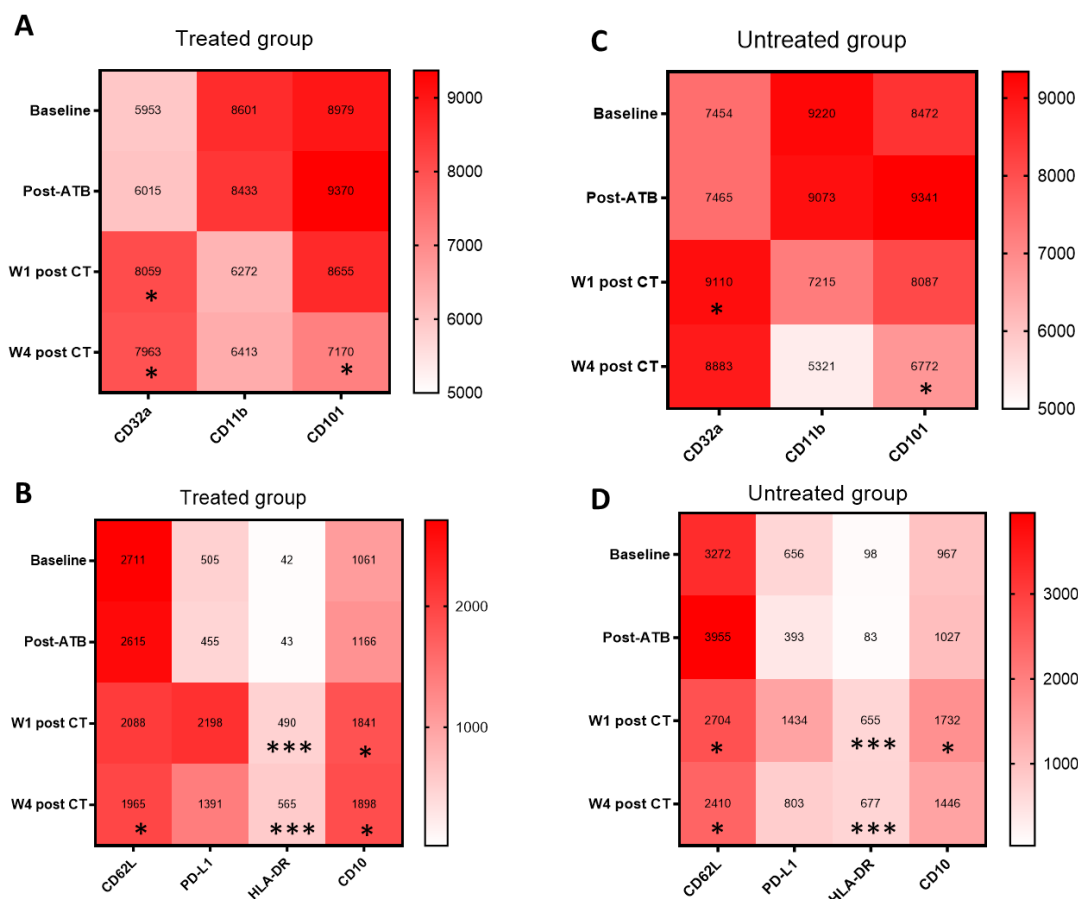 A
Treated group
Baseline 5953 8601 8979
Post-ATB 6015 8433 9370
W1 post CT 8059 6272 8655
*
W4 post CT 7963 6413 7170
* *
CD32a CD11b CD101
9000
8000
7000
6000
5000
C
Untreated group
Baseline 7454 9220 8472
Post-ATB 7465 9073 9341
W1 post CT 9110 7215 8087
*
W4 post CT 8883 5321 6772
*
CD32a CD11b CD101
9000
8000
7000
6000
5000
B
Treated group
Baseline 2711 505 42 1061
Post-ATB 2615 455 43 1166
W1 post CT 2088 2198 490 1841
*** *
W4 post CT 1965 1391 565 1898
* *** *
CD62L PD-L1 HLA-DR CD10
2000
1000
D
Untreated group
Baseline 3272 656 98 967
Post-ATB 3955 393 83 1027
W1 post CT 2704 1434 655 1732
* *** *
W4 post CT 2410 803 677 1446
* ***
CD62L PD-L1 HLA-DR CD10
3000
2000
1000